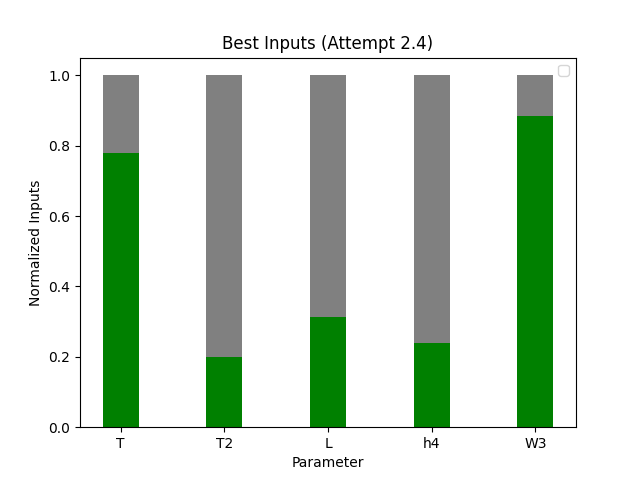 Best Inputs (Attempt 2.4)
1.0
0.8
0.6
0.4
0.2
0.0
Normalized Inputs
T T2 L h4 W3
Parameter